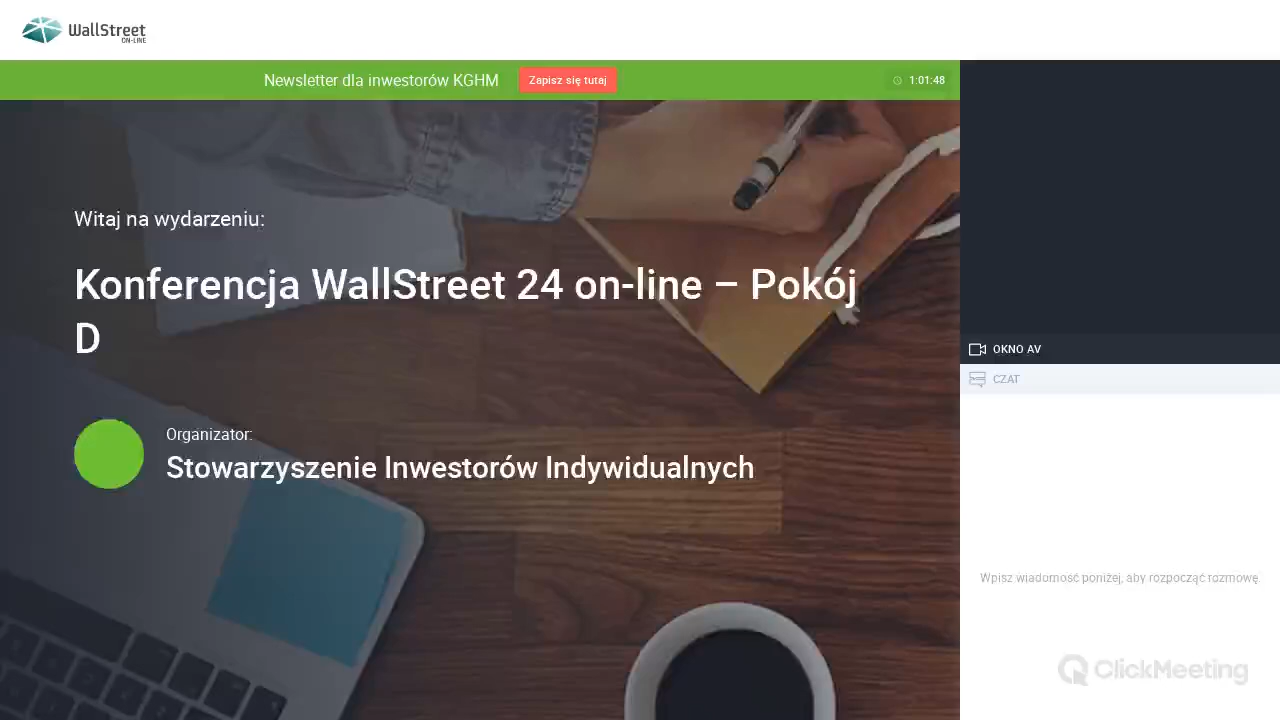 WallStreet
ON-LINE
Newsletter dla inwestorów KGHM
Zapisz się tutaj
1:01:48
Witaj na wydarzeniu:
Konferencja WallStreet 24 on-line – Pokój
D
Organizator:
Stowarzyszenie Inwestorów Indywidualnych
OKNO AV
CZAT
Wpisz wiadomość poniżej, aby rozpocząć rozmowę.
ClickMeeting